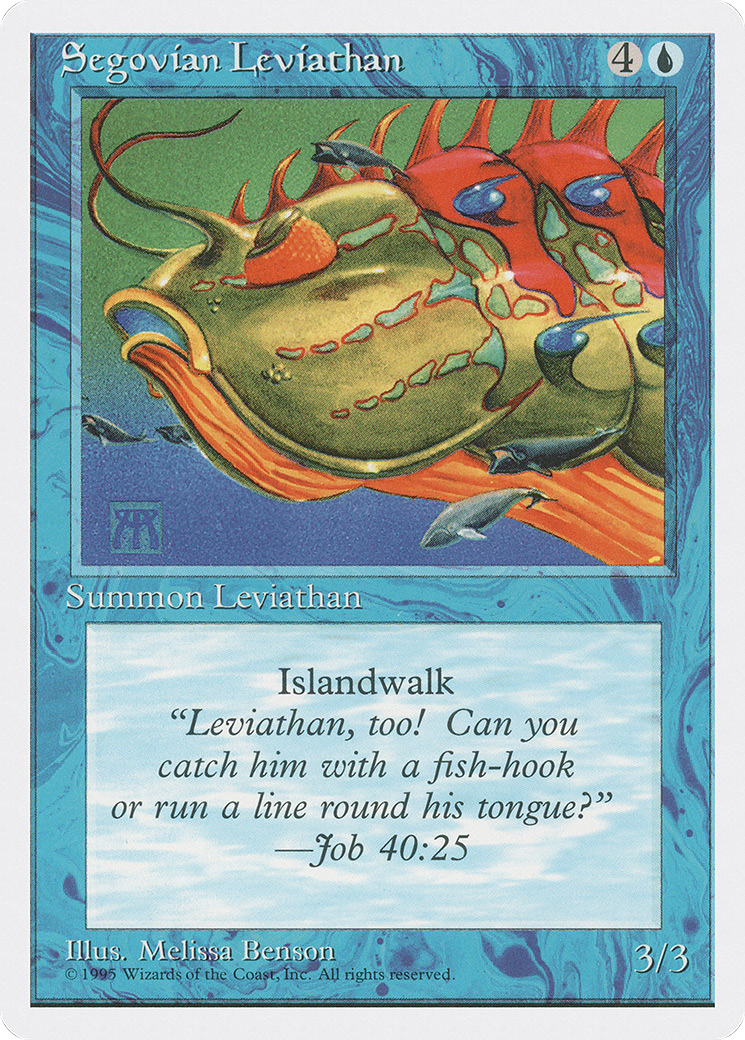 Segovian Leviathan 4
Summon Leviathan
Islandwalk
“Leviathan, too! Can you
catch him with a fish-hook
or run a line round his tongue?”
—Job 40:25
Illus. Melissa Benson
© 1995 Wizards of the Coast, Inc. All rights reserved.
3/3